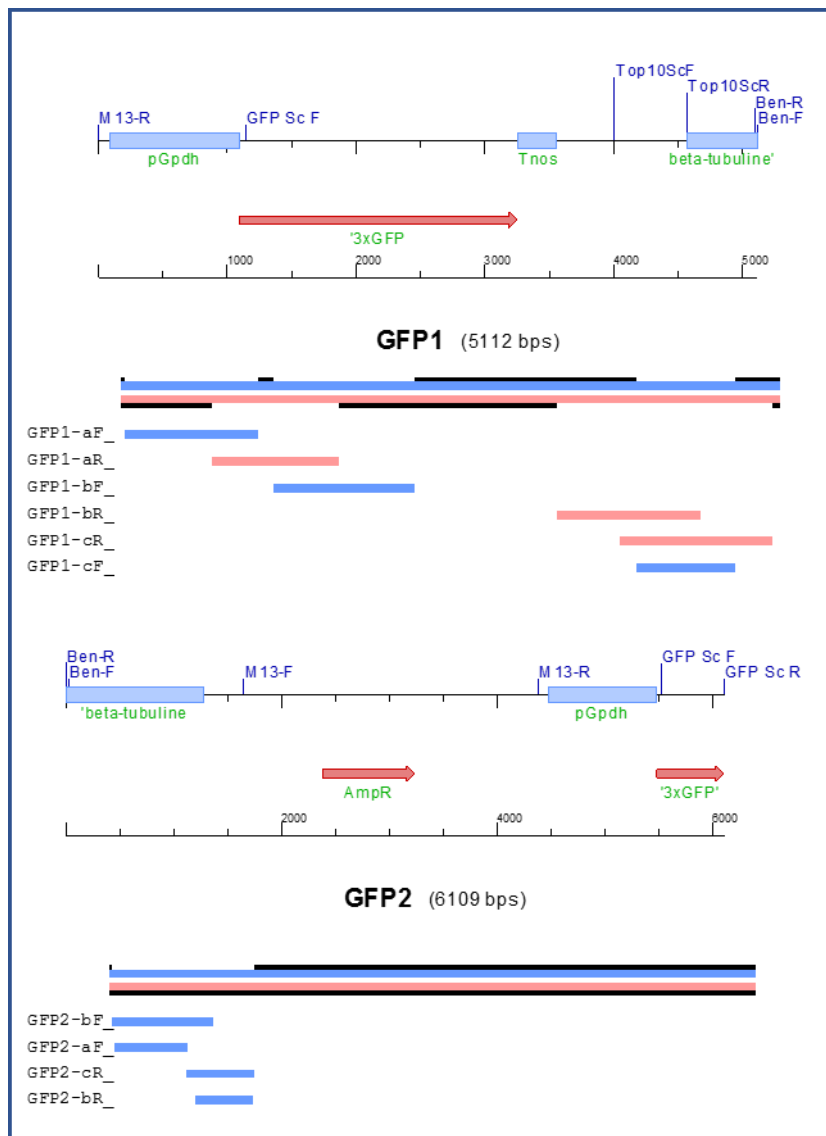 Top10ScF
Top10ScR
Ben-R
M13-R GFP Sc F Ben-F
pGpdh Tnos beta-tubuline'
'3xGFP
1000 2000 3000 4000 5000
GFP1 (5112 bps)
GFP1-aF_
GFP1-aR_
GFP1-bF_
GFP1-bR_
GFP1-cR_
GFP1-cF_
Ben-R GFP Sc F
Ben-F M13-F M13-R GFP Sc R
'beta-tubuline pGpdh
AmpR '3xGFP'
2000 4000 6000
GFP2 (6109 bps)
GFP2-bF_
GFP2-aF_
GFP2-cR_
GFP2-bR_